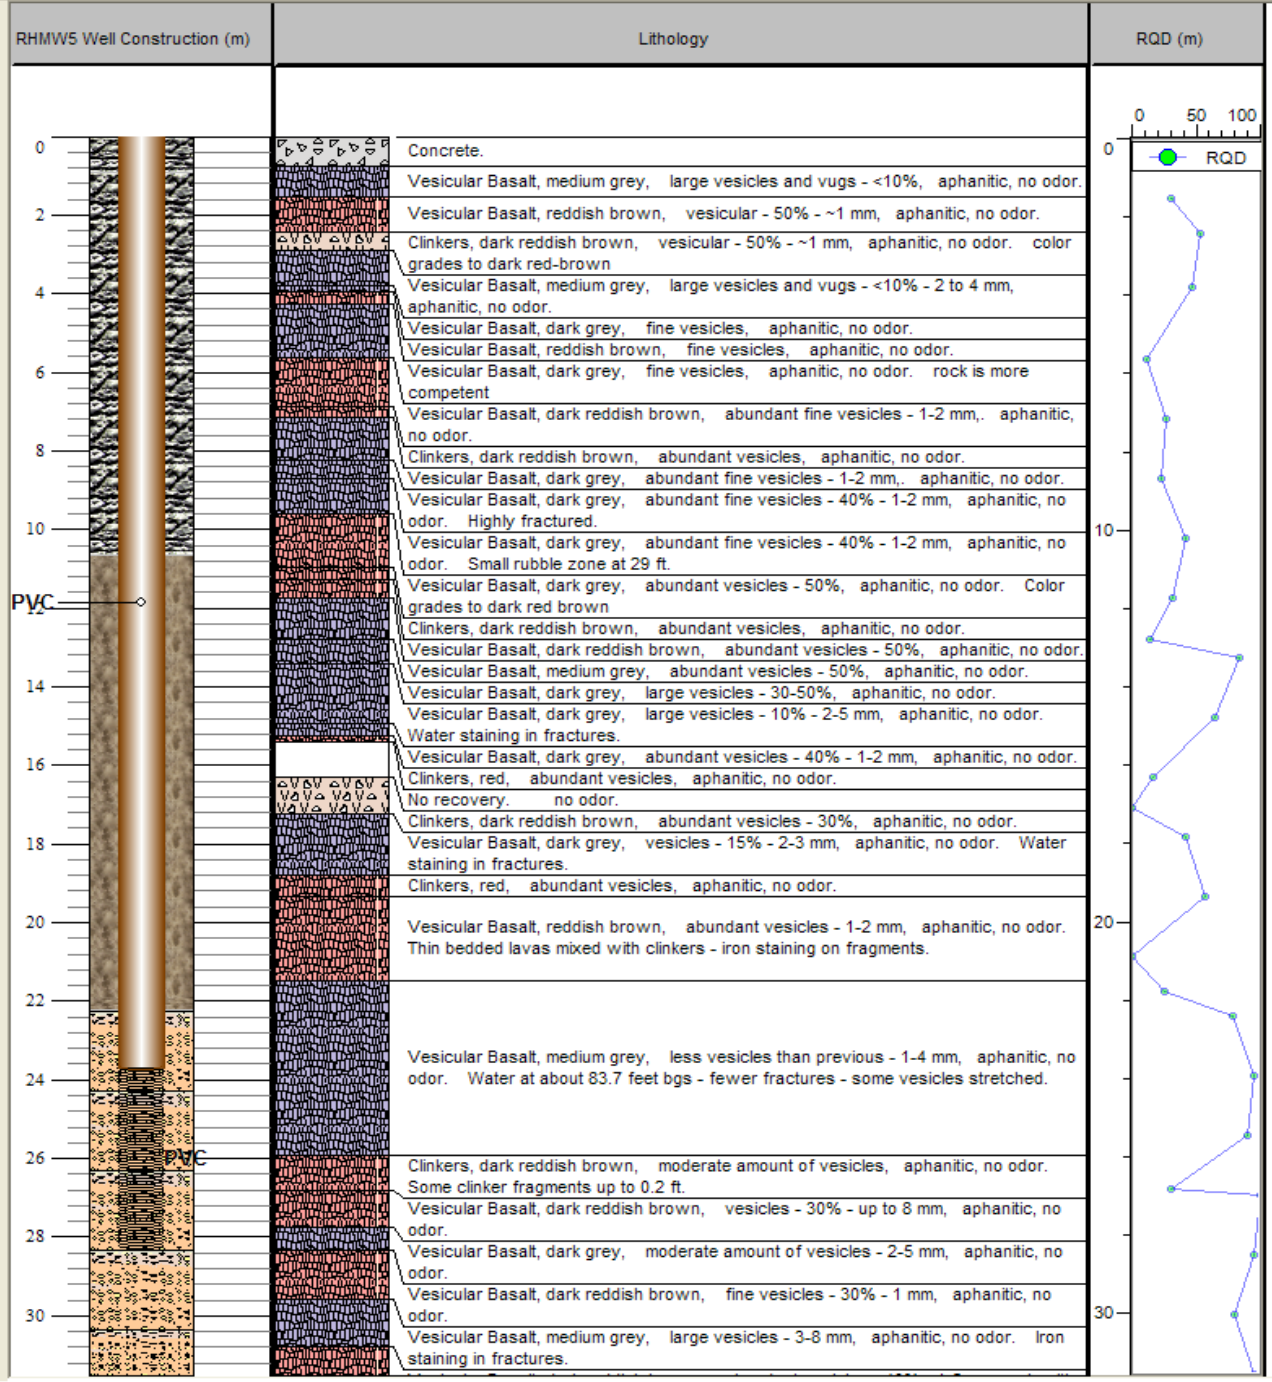 RHMW5 Well Construction (m)
Lithology
RQD (m)
0 50 100
RQD
0
2
4
6
8
10
PVC
12
14
16
18
20
22
24
26
PVC
28
30
Concrete.
Vesicular Basalt, medium grey, large vesicles and vugs - <10%, aphanitic, no odor.
Vesicular Basalt, reddish brown, vesicular - 50% - ~1 mm, aphanitic, no odor.
Clinkers, dark reddish brown, vesicular - 50% - ~1 mm, aphanitic, no odor. color
grades to dark red-brown
Vesicular Basalt, medium grey, large vesicles and vugs - <10% - 2 to 4 mm,
aphanitic, no odor.
Vesicular Basalt, dark grey, fine vesicles, aphanitic, no odor.
Vesicular Basalt, reddish brown, fine vesicles, aphanitic, no odor.
Vesicular Basalt, dark grey, fine vesicles, aphanitic, no odor. rock is more
competent
Vesicular Basalt, dark reddish brown, abundant fine vesicles - 1-2 mm,. aphanitic,
no odor.
Clinkers, dark reddish brown, abundant vesicles, aphanitic, no odor.
Vesicular Basalt, dark grey, abundant fine vesicles - 1-2 mm,. aphanitic, no odor.
Vesicular Basalt, dark grey, abundant fine vesicles - 40% - 1-2 mm, aphanitic, no
odor. Highly fractured.
Vesicular Basalt, dark grey, abundant fine vesicles - 40% - 1-2 mm, aphanitic, no
odor. Small rubble zone at 29 ft.
Vesicular Basalt, dark grey, abundant vesicles - 50%, aphanitic, no odor. Color
grades to dark red brown
Clinkers, dark reddish brown, abundant vesicles, aphanitic, no odor.
Vesicular Basalt, dark reddish brown, abundant vesicles - 50%, aphanitic, no odor.
Vesicular Basalt, medium grey, abundant vesicles - 50%, aphanitic, no odor.
Vesicular Basalt, dark grey, large vesicles - 30-50%, aphanitic, no odor.
Vesicular Basalt, dark grey, large vesicles - 10% - 2-5 mm, aphanitic, no odor.
Water staining in fractures.
Vesicular Basalt, dark grey, abundant vesicles - 40% - 1-2 mm, aphanitic, no odor.
Clinkers, red, abundant vesicles, aphanitic, no odor.
No recovery. no odor.
Clinkers, dark reddish brown, abundant vesicles - 30%, aphanitic, no odor.
Vesicular Basalt, dark grey, vesicles - 15% - 2-3 mm, aphanitic, no odor. Water
staining in fractures.
Clinkers, red, abundant vesicles, aphanitic, no odor.
Vesicular Basalt, reddish brown, abundant vesicles - 1-2 mm, aphanitic, no odor.
Thin bedded lavas mixed with clinkers - iron staining on fragments.
Vesicular Basalt, medium grey, less vesicles than previous - 1-4 mm, aphanitic, no
odor. Water at about 83.7 feet bgs - fewer fractures - some vesicles stretched.
Clinkers, dark reddish brown, moderate amount of vesicles, aphanitic, no odor.
Some clinker fragments up to 0.2 ft.
Vesicular Basalt, dark reddish brown, vesicles - 30% - up to 8 mm, aphanitic, no
odor.
Vesicular Basalt, dark grey, moderate amount of vesicles - 2-5 mm, aphanitic, no
odor.
Vesicular Basalt, dark reddish brown, fine vesicles - 30% - 1 mm, aphanitic, no
odor.
Vesicular Basalt, medium grey, large vesicles - 3-8 mm, aphanitic, no odor. Iron
staining in fractures.
0
10
20
30